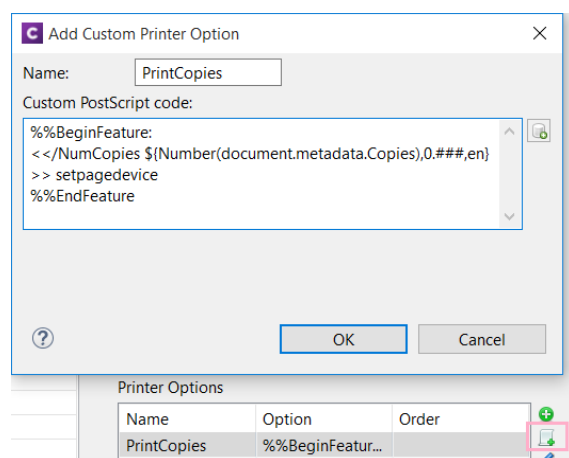 C Add Custom Printer Option
Name: PrintCopies
Custom PostScript code:
%%BeginFeature:
<</NumCopies ${Number(document.metadata.Copies),0.###,en}
>> setpagedevice
%%EndFeature
? OK Cancel
Printer Options
Name Option Order
PrintCopies %%BeginFeatur...